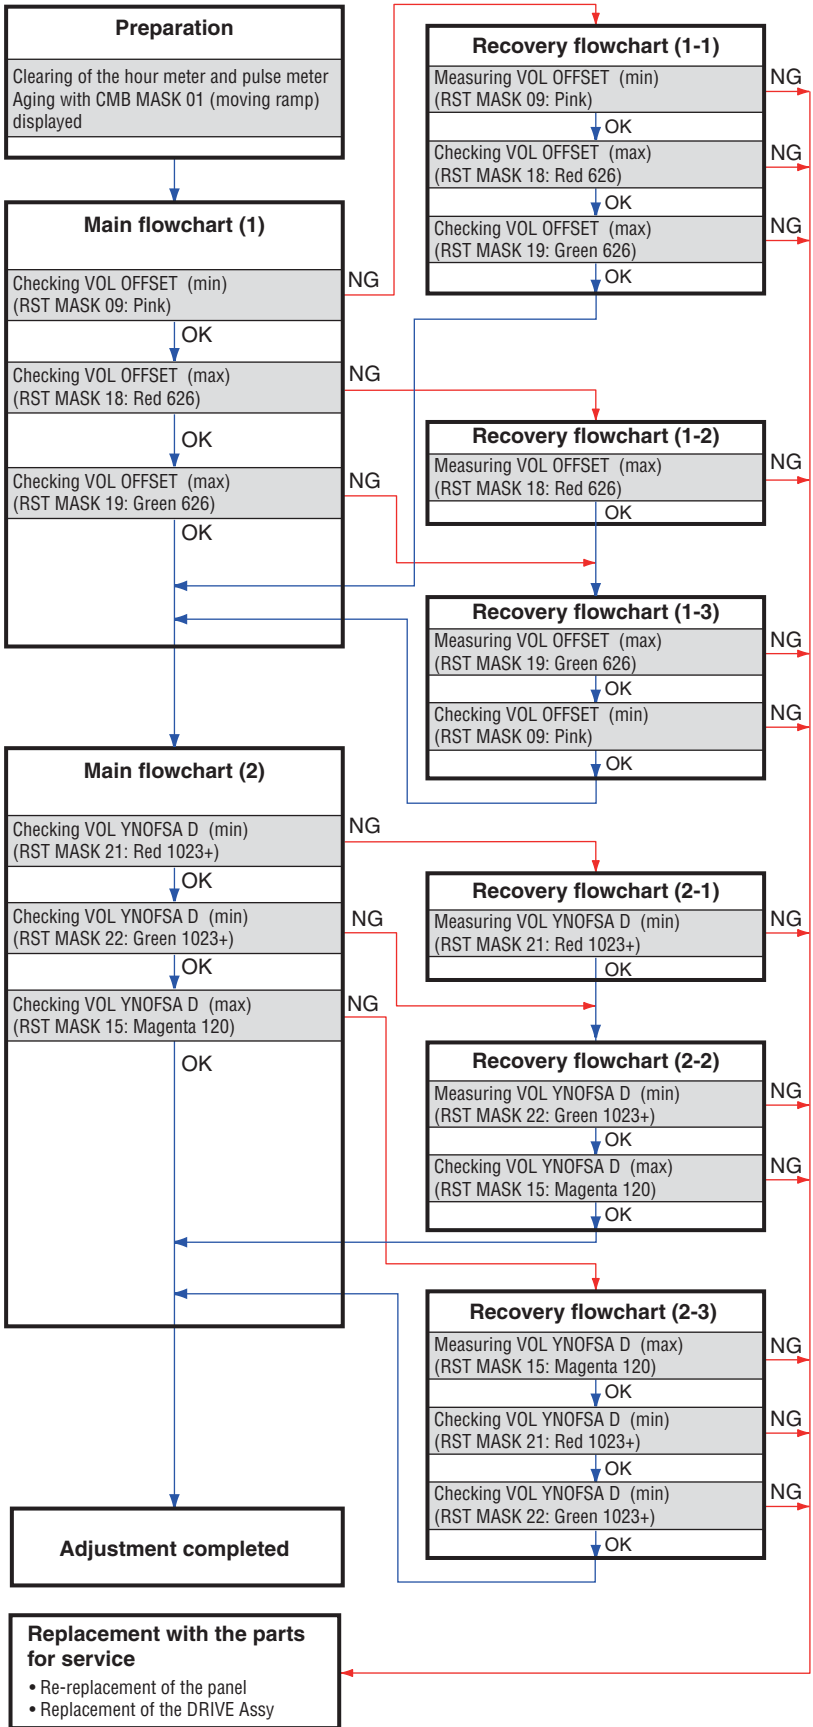 Preparation
Clearing of the hour meter and pulse meter
Aging with CMB MASK 01 (moving ramp)
displayed
Main flowchart (1)
Checking VOL OFFSET (min)
(RST MASK 09: Pink)
NG
OK
Checking VOL OFFSET (max)
(RST MASK 18: Red 626)
NG
OK
Checking VOL OFFSET (max)
(RST MASK 19: Green 626)
NG
OK
Recovery flowchart (1-1)
Measuring VOL OFFSET (min)
(RST MASK 09: Pink)
NG
OK
Checking VOL OFFSET (max)
(RST MASK 18: Red 626)
NG
OK
Checking VOL OFFSET (max)
(RST MASK 19: Green 626)
NG
OK
Recovery flowchart (1-2)
Measuring VOL OFFSET (max)
(RST MASK 18: Red 626)
NG
OK
Recovery flowchart (1-3)
Measuring VOL OFFSET (max)
(RST MASK 19: Green 626)
NG
OK
Checking VOL OFFSET (min)
(RST MASK 09: Pink)
NG
OK
Main flowchart (2)
Checking VOL YNOFSA D (min)
(RST MASK 21: Red 1023+)
NG
OK
Checking VOL YNOFSA D (min)
(RST MASK 22: Green 1023+)
NG
OK
Checking VOL YNOFSA D (max)
(RST MASK 15: Magenta 120)
NG
OK
Recovery flowchart (2-1)
Measuring VOL YNOFSA D (min)
(RST MASK 21: Red 1023+)
NG
OK
Recovery flowchart (2-2)
Measuring VOL YNOFSA D (min)
(RST MASK 22: Green 1023+)
NG
OK
Checking VOL YNOFSA D (max)
(RST MASK 15: Magenta 120)
NG
OK
Recovery flowchart (2-3)
Measuring VOL YNOFSA D (max)
(RST MASK 15: Magenta 120)
NG
OK
Checking VOL YNOFSA D (min)
(RST MASK 21: Red 1023+)
NG
OK
Checking VOL YNOFSA D (min)
(RST MASK 22: Green 1023+)
NG
OK
Adjustment completed
Replacement with the parts
for service
• Re-replacement of the panel
• Replacement of the DRIVE Assy